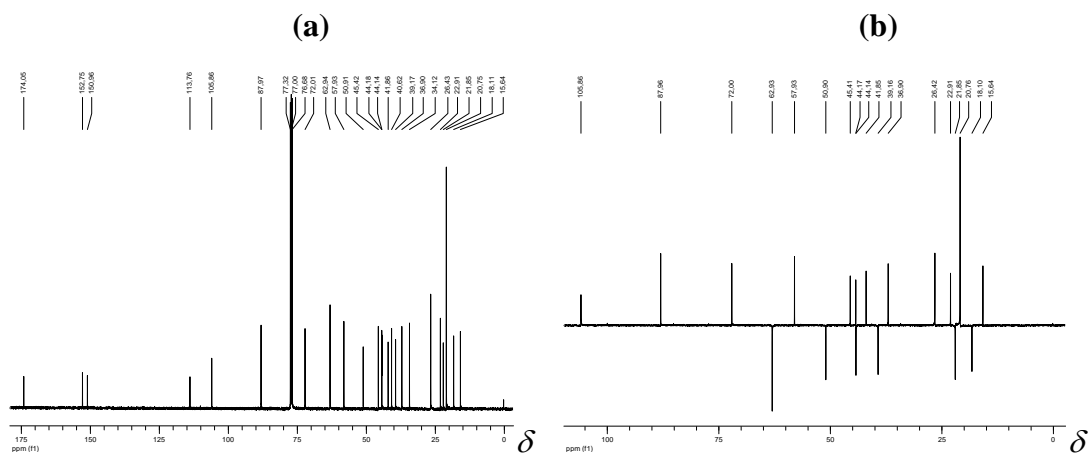 (a)
(b)
174,05 152,75 150,96 113,76 105,86 87,97 77,32 77,00 76,68 72,01 62,94 57,93 50,91 45,42 44,18 44,14 41,86 40,62 39,17 36,90 34,12 26,43 22,91 21,85 20,75 18,11 15,64
105,86 87,96 72,00 62,93 57,93 50,90 45,41 44,17 44,14 41,85 39,16 36,90 26,42 22,91 21,85 20,76 18,10 15,64
175 150 125 100 75 50 25 0
ppm (f1)
δ
100 75 50 25 0
ppm (f1)
δ